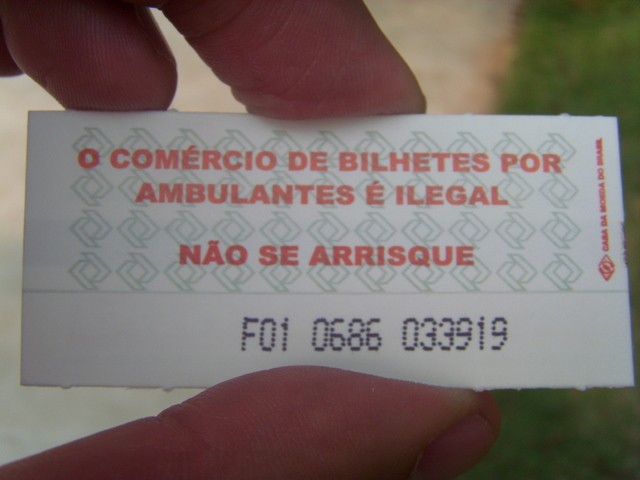 O COMÉRCIO DE BILHETES POR
AMBULANTES É ILEGAL
NÃO SE ARRISQUE
F01 0686 033919
CASA DA MOEDA DO BRASIL